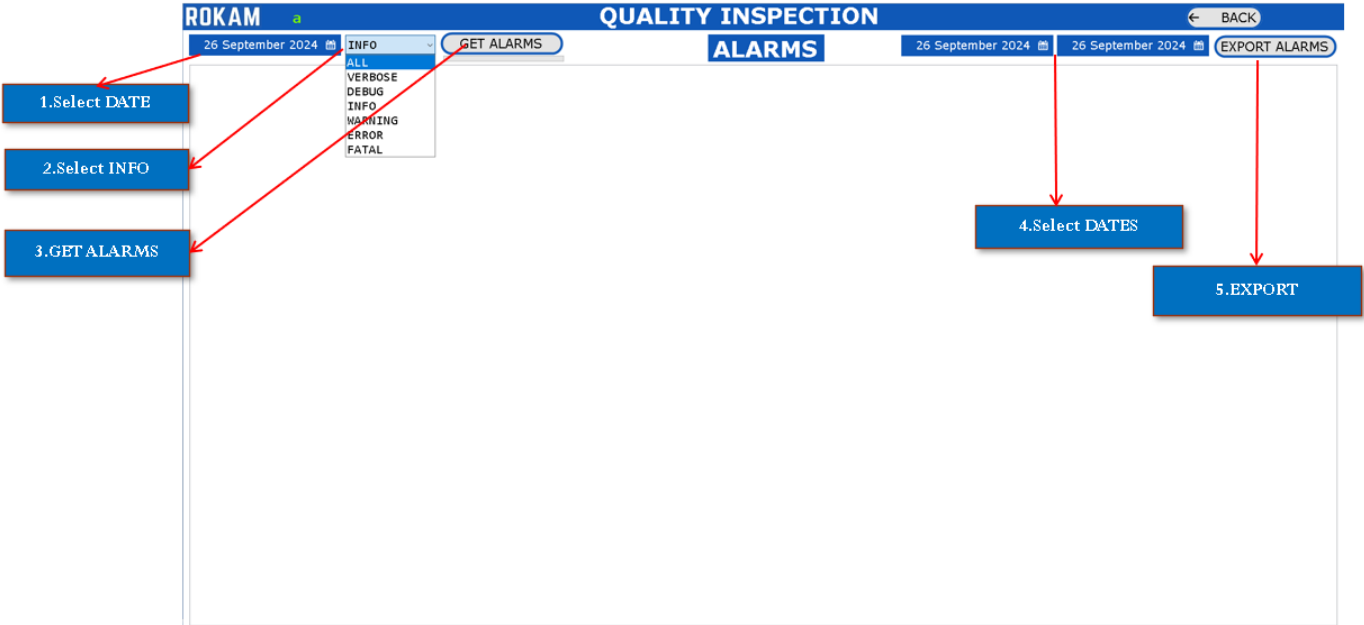 ROKAM a QUALITY INSPECTION ← BACK
26 September 2024 INFO GET ALARMS ALARMS 26 September 2024 26 September 2024 EXPORT ALARMS
ALL
VERBOSE
DEBUG
INFO
WARNING
ERROR
FATAL
1.Select DATE
2.Select INFO
3.GET ALARMS
4.Select DATES
5.EXPORT